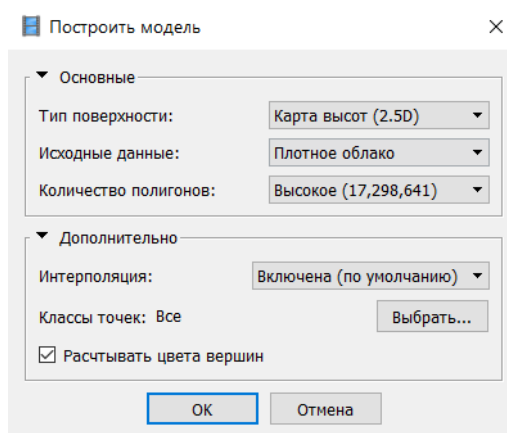 Построить модель
Основные
Тип поверхности: Карта высот (2.5D)
Исходные данные: Плотное облако
Количество полигонов: Высокое (17,298,641)
Дополнительно
Интерполяция: Включена (по умолчанию)
Классы точек: Все Выбрать...
Расчтывать цвета вершин
ОК Отмена